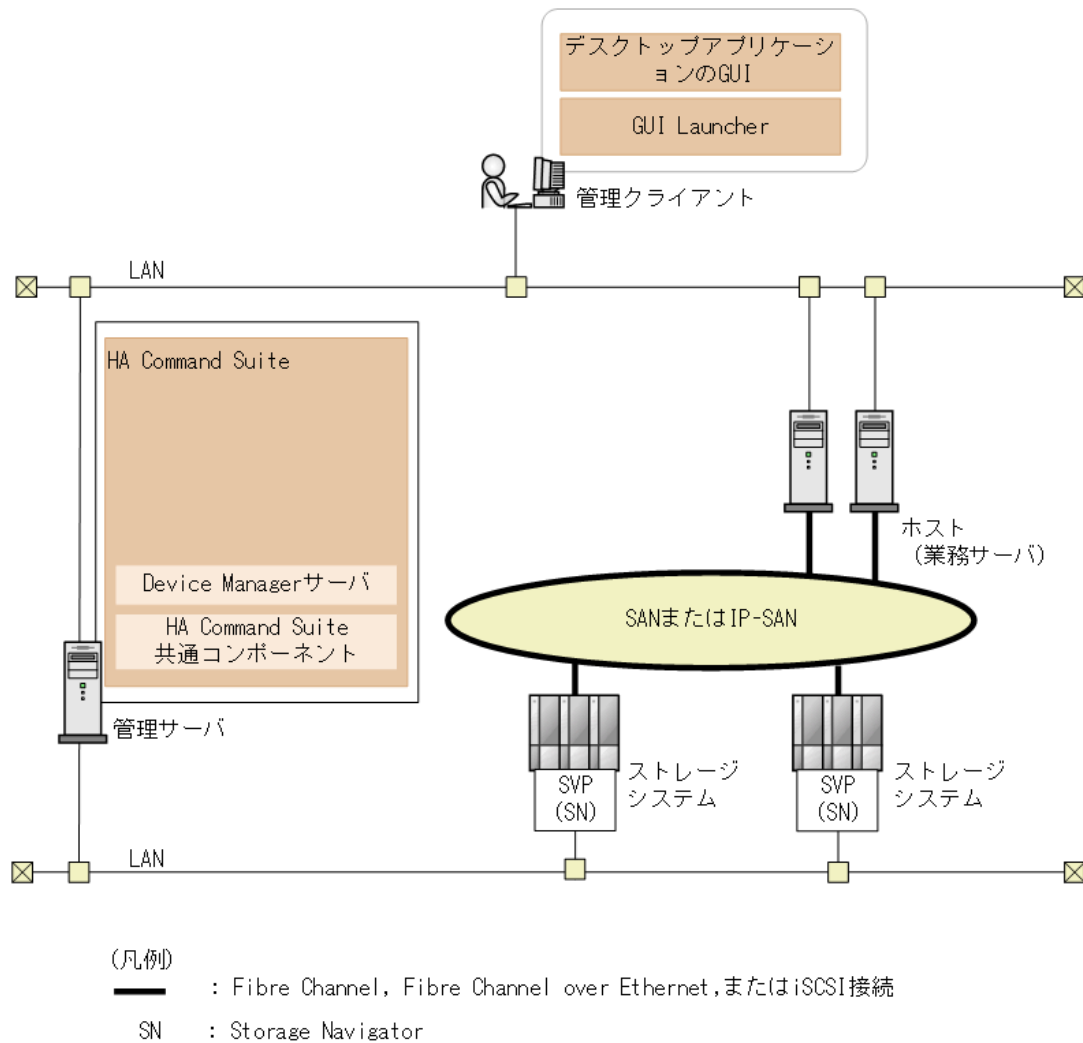 デスクトップアプリケーシ
ョンのGUI
GUI Launcher
管理クライアント
LAN
HA Command Suite
Device Managerサーバ
HA Command Suite
共通コンポーネント
管理サーバ
ホスト
(業務サーバ)
SANまたはIP-SAN
SVP
(SN)
ストレージ
システム
SVP
(SN)
ストレージ
システム
LAN
(凡例)
: Fibre Channel, Fibre Channel over Ethernet,またはiSCSI接続
SN : Storage Navigator